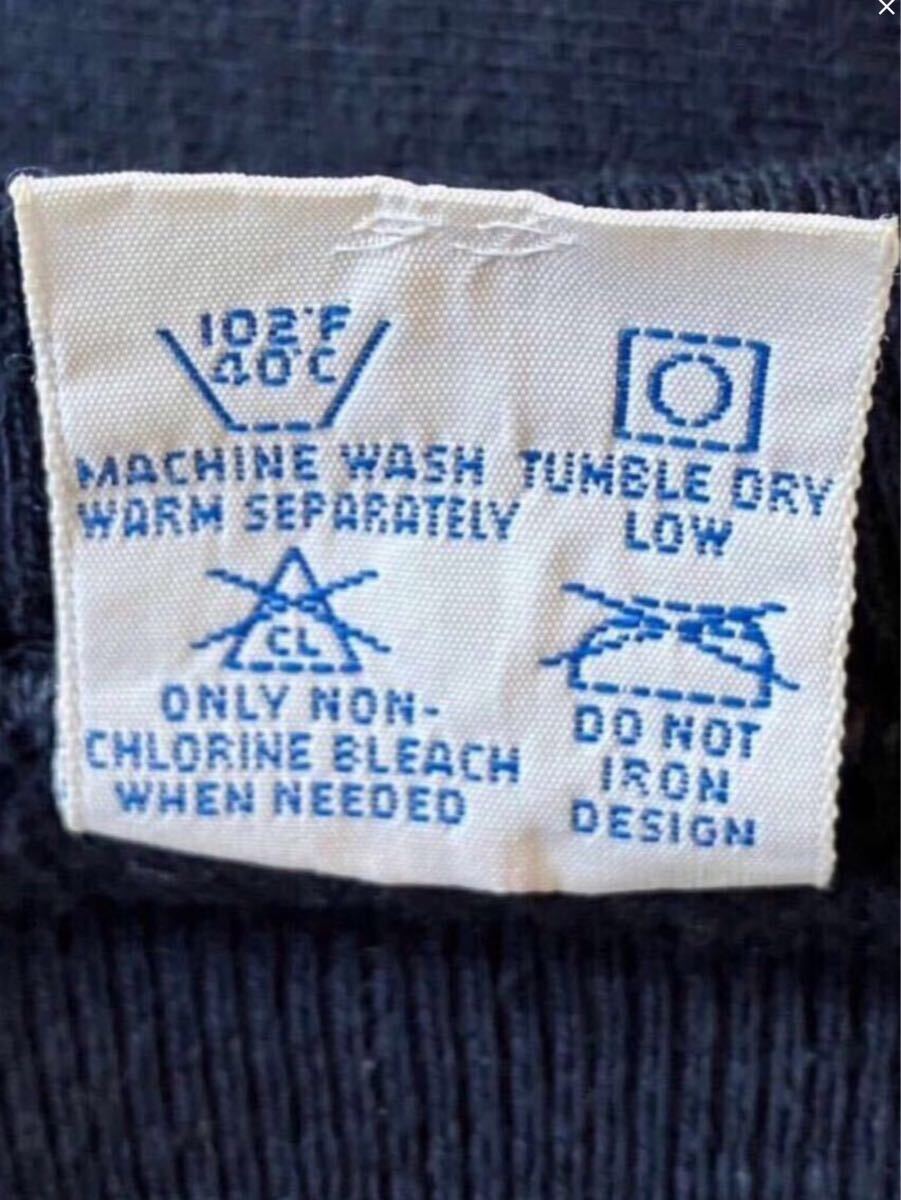 102°F
40°C
MACHINE WASH
WARM SEPARATELY
TUMBLE DRY
LOW
CL
ONLY NON-
CHLORINE BLEACH
WHEN NEEDED
DO NOT
IRON
DESIGN